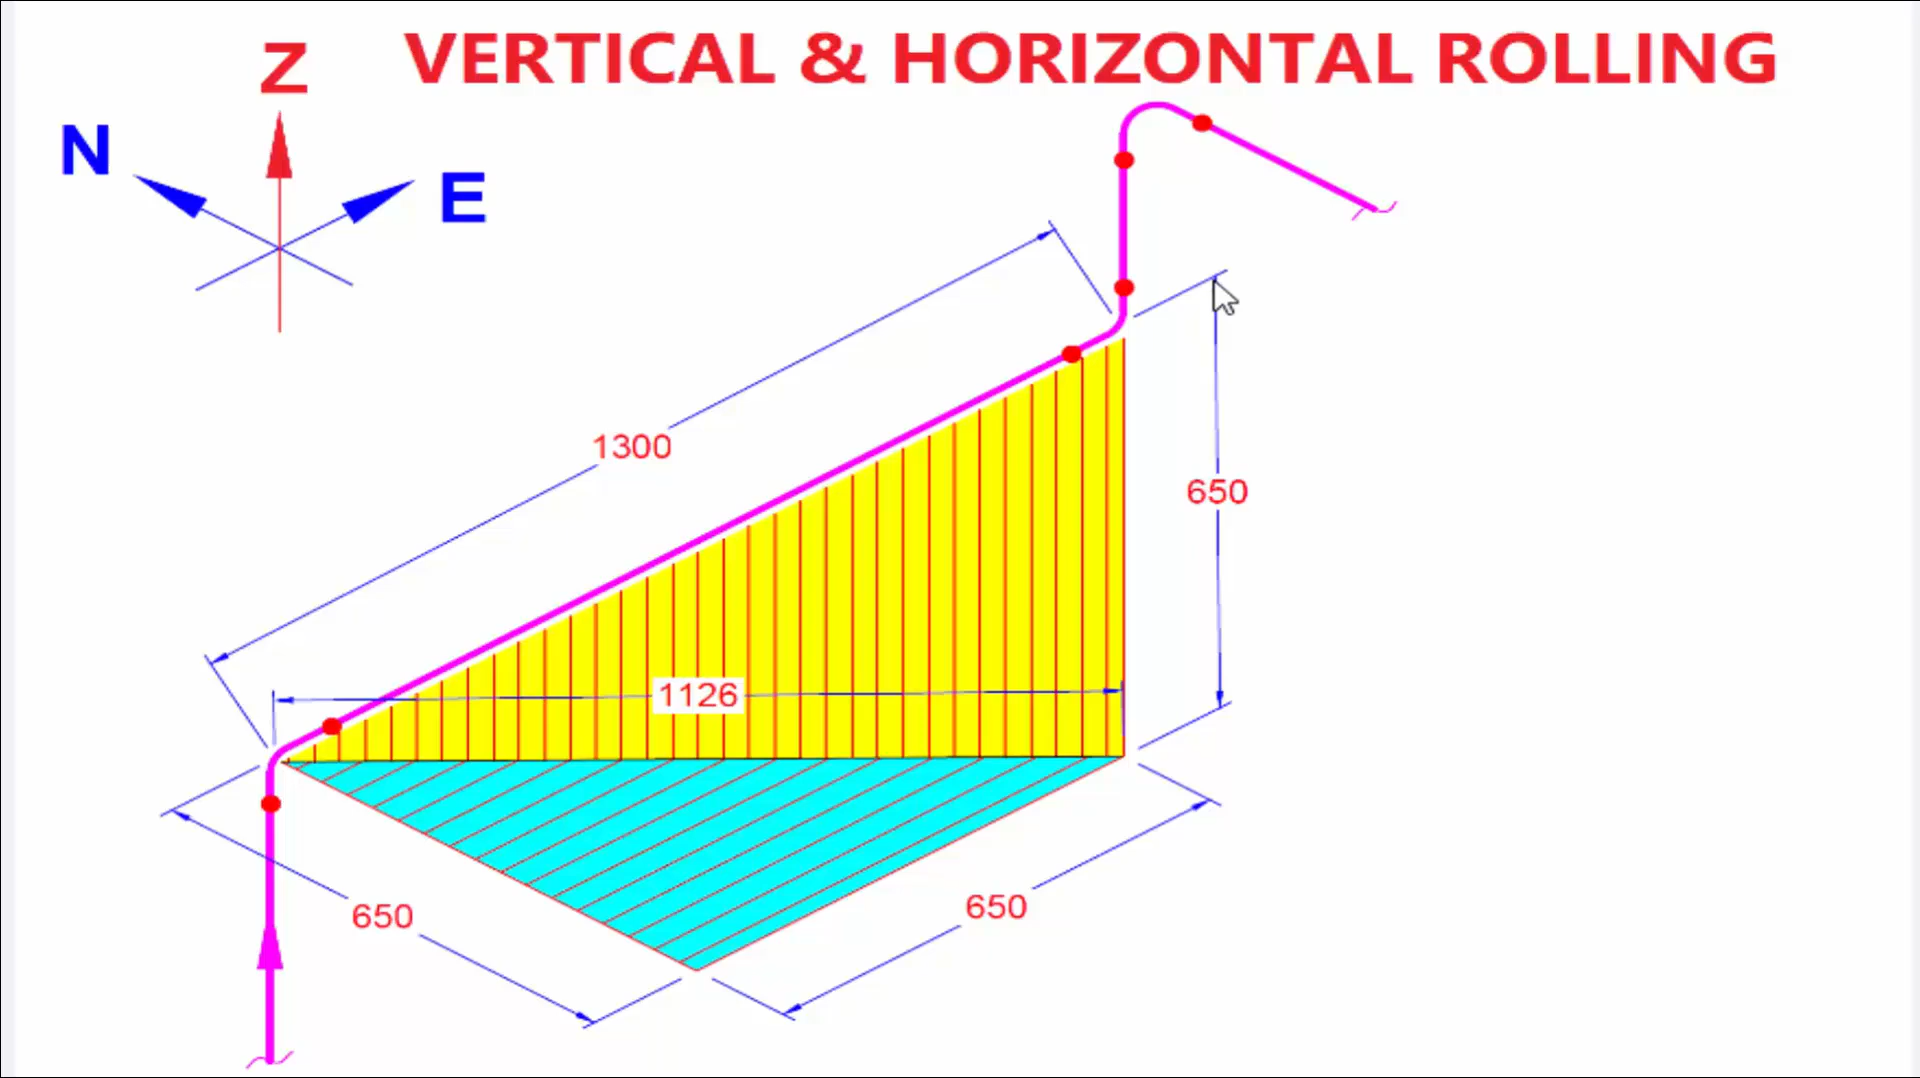 VERTICAL & HORIZONTAL ROLLING
Z
N
E
1300
650
1126
650
650